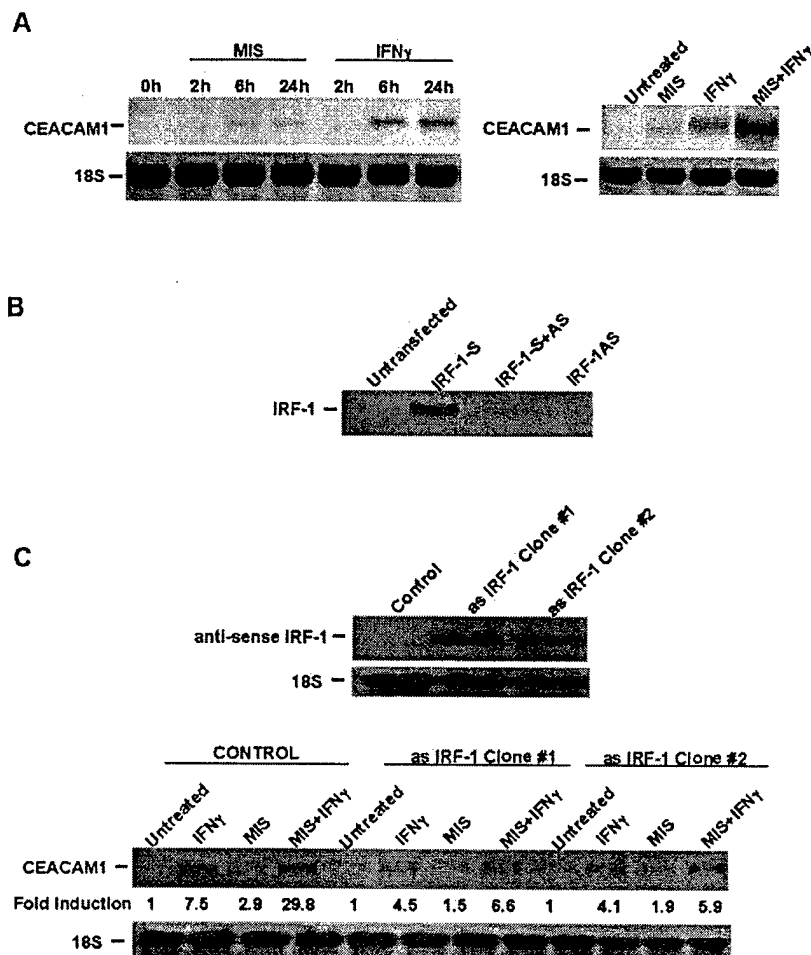 A
MIS IFNγ
0h 2h 6h 24h 2h 6h 24h
CEACAM1
18S
Untreated MIS IFNγ MIS+IFNγ
CEACAM1
18S
B
Untransfected IRF-1-S IRF-1-S+AS IRF-1AS
IRF-1
C
Control as IRF-1 Clone #1 as IRF-1 Clone #2
anti-sense IRF-1
18S
CONTROL as IRF-1 Clone #1 as IRF-1 Clone #2
Untreated IFNγ MIS MIS+IFNγ Untreated IFNγ MIS MIS+IFNγ Untreated IFNγ MIS MIS+IFNγ
CEACAM1
Fold Induction 1 7.5 2.9 29.8 1 4.5 1.5 6.6 1 4.1 1.9 5.9
18S